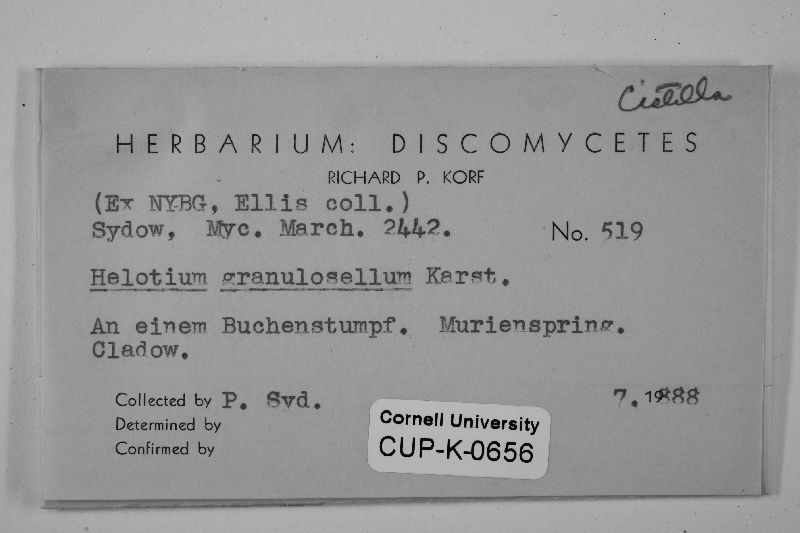 Cistella
HERBARIUM: DISCOMYCETES
RICHARD P. KORF
(Ex NYBG, Ellis coll.)
Sydow, Myc. March. 2442.
No. 519
Helotium granulosellum Karst.
An einem Buchenstumpf. Murienspring.
Cladow.
Collected by P. Syd.
7. 1888
Determined by
Confirmed by
Cornell University
CUP-K-0656